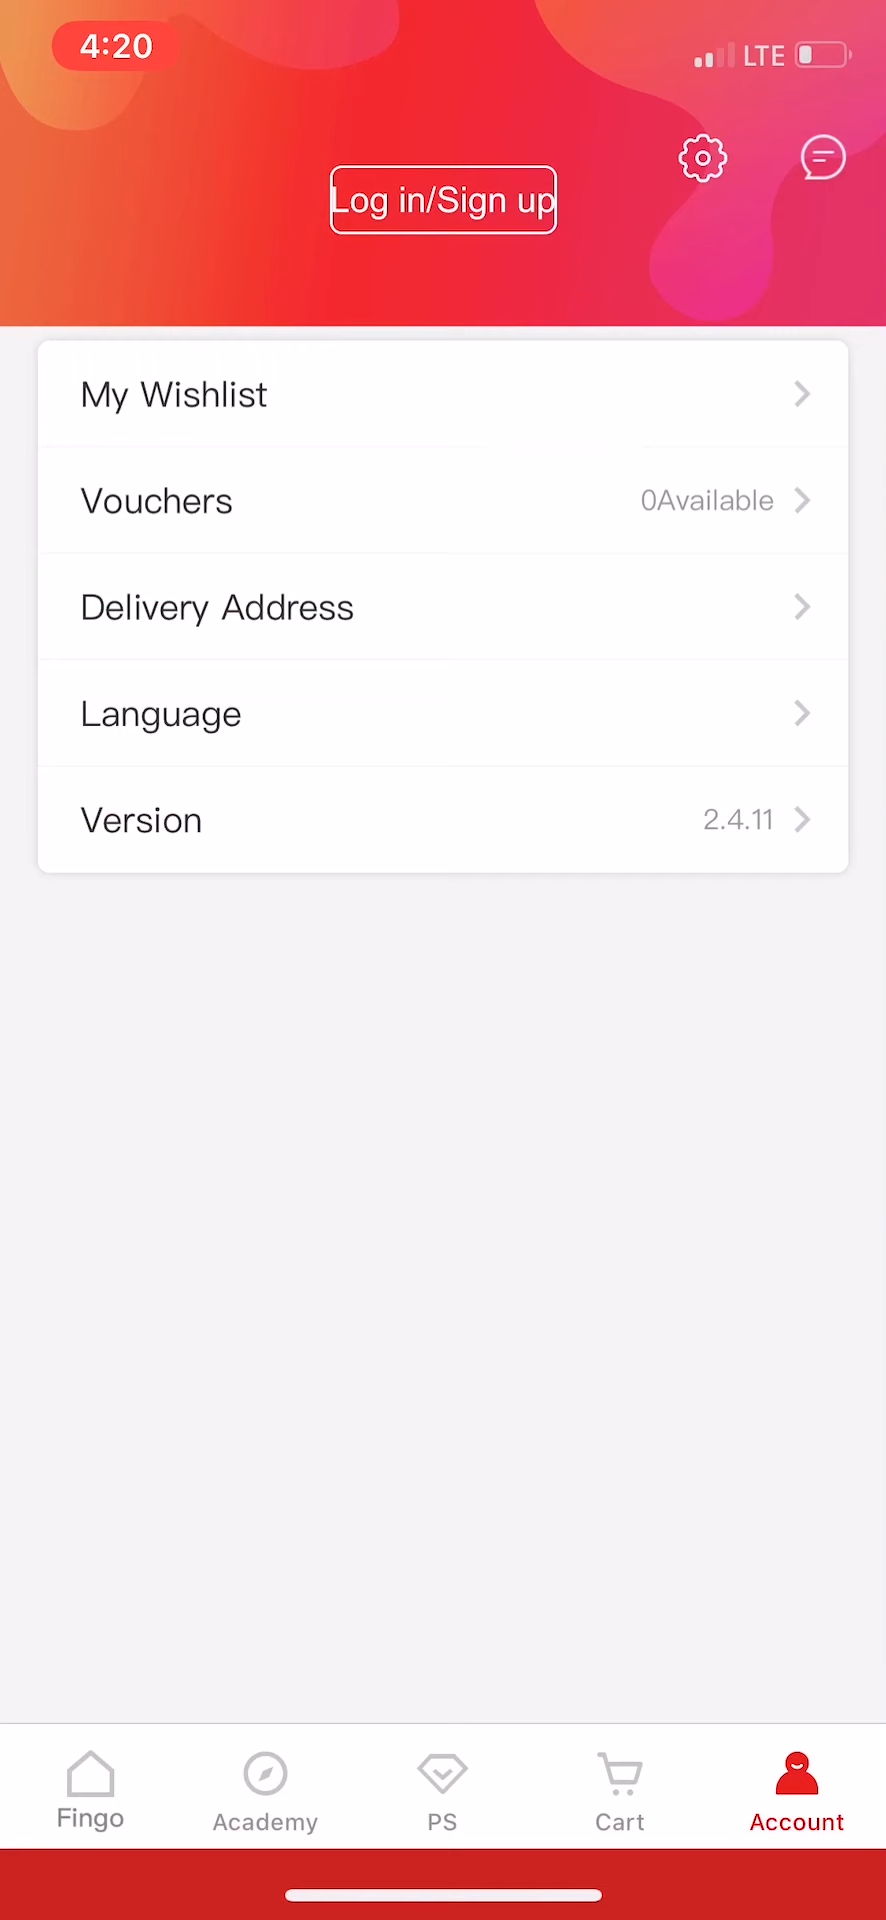 4:20
LTE
Log in/Sign up
My Wishlist
Vouchers 0Available
Delivery Address
Language
Version 2.4.11
Fingo Academy PS Cart Account